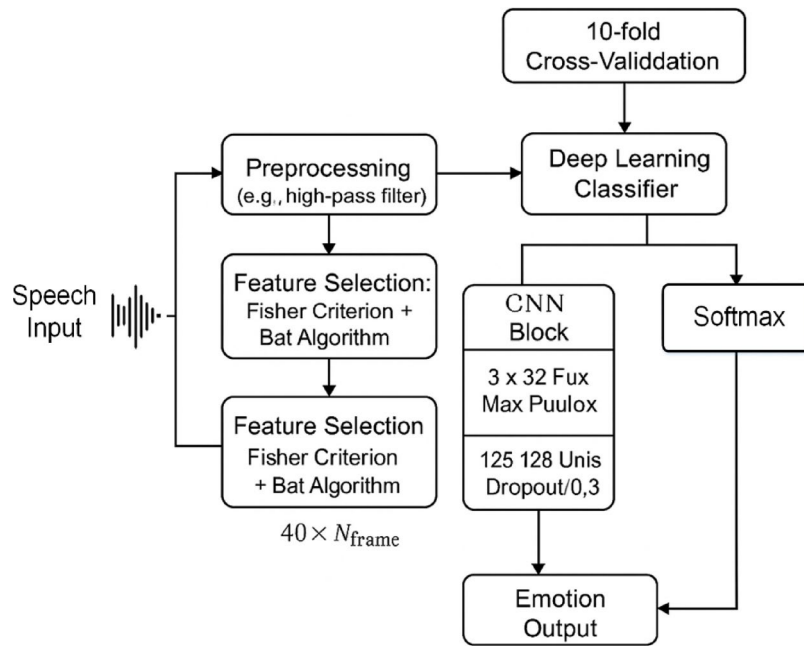 10-fold
Cross-Validdation
Preprocessning
(e.g., high-pass filter)
Deep Learning
Classifier
Speech
Input
Feature Selection:
Fisher Criterion +
Bat Algorithm
Feature Selection
Fisher Criterion
+ Bat Algorithm
40 × N_frame
CNN
Block
3 x 32 Fux
Max Puulox
125 128 Unis
Dropout/0,3
Softmax
Emotion
Output